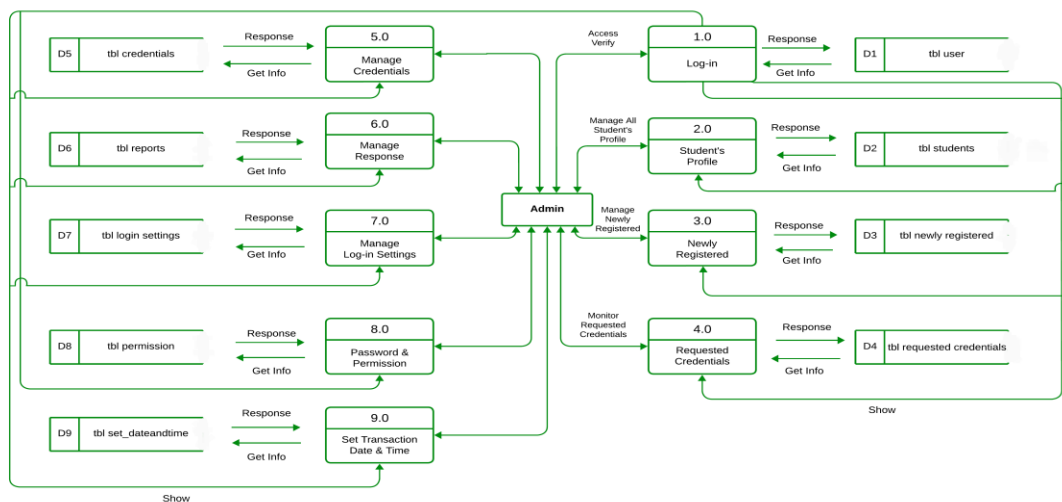 D5
tbl credentials
Response
Get Info
5.0
Manage
Credentials
Access
Verify
1.0
Log-in
Response
Get Info
D1
tbl user
D6
tbl reports
Response
Get Info
6.0
Manage
Response
Manage All
Student's
Profile
2.0
Student's
Profile
Response
Get Info
D2
tbl students
Admin
D7
tbl login settings
Response
Get Info
7.0
Manage
Log-in Settings
Manage
Newly
Registered
3.0
Newly
Registered
Response
Get Info
D3
tbl newly registered
D8
tbl permission
Response
Get Info
8.0
Password &
Permission
Monitor
Requested
Credentials
4.0
Requested
Credentials
Response
Get Info
D4
tbl requested credentials
Show
D9
tbl set_dateandtime
Response
Get Info
9.0
Set Transaction
Date & Time
Show